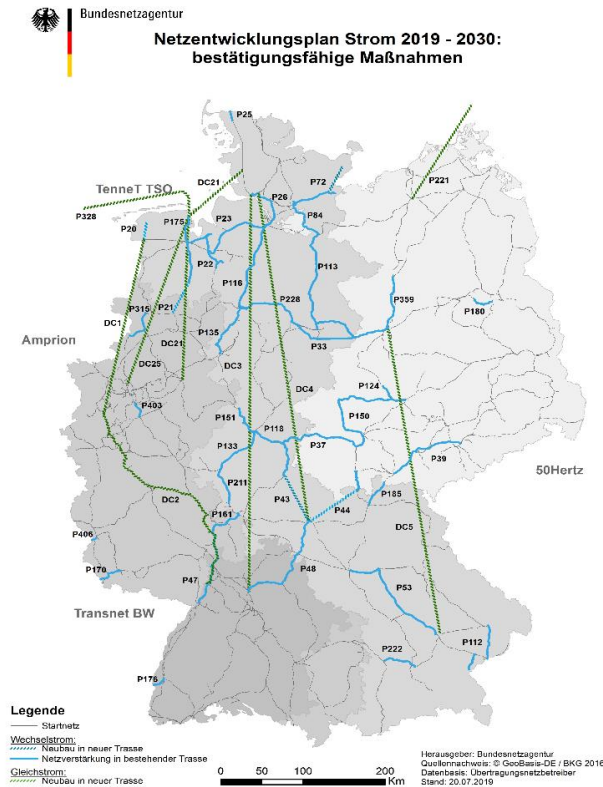 Bundesnetzagentur
Netzentwicklungsplan Strom 2019 - 2030:
bestätigungsfähige Maßnahmen
P25
DC21
P72
P221
TenneT TSO
P26
P328
P175
P23
P84
P20
P22
P113
P116
P228
P359
P315
P21
P180
DC1
P135
P33
Amprion
DC21
DC3
DC25
DC4
P124
P403
P151
P150
P118
P133
P37
P39
50Hertz
P211
DC2
P43
P185
P44
P161
DC5
P406
P170
P48
P47
P53
Transnet BW
P112
P222
P176
Legende
Startnetz
Wechselstrom:
Neubau in neuer Trasse
Netzverstärkung in bestehender Trasse
Gleichstrom:
Neubau in neuer Trasse
0 50 100 200
Km
Herausgeber: Bundesnetzagentur
Quellennachweis: © GeoBasis-DE / BKG 2016
Datenbasis: Übertragungsnetzbetreiber
Stand: 20.07.2019